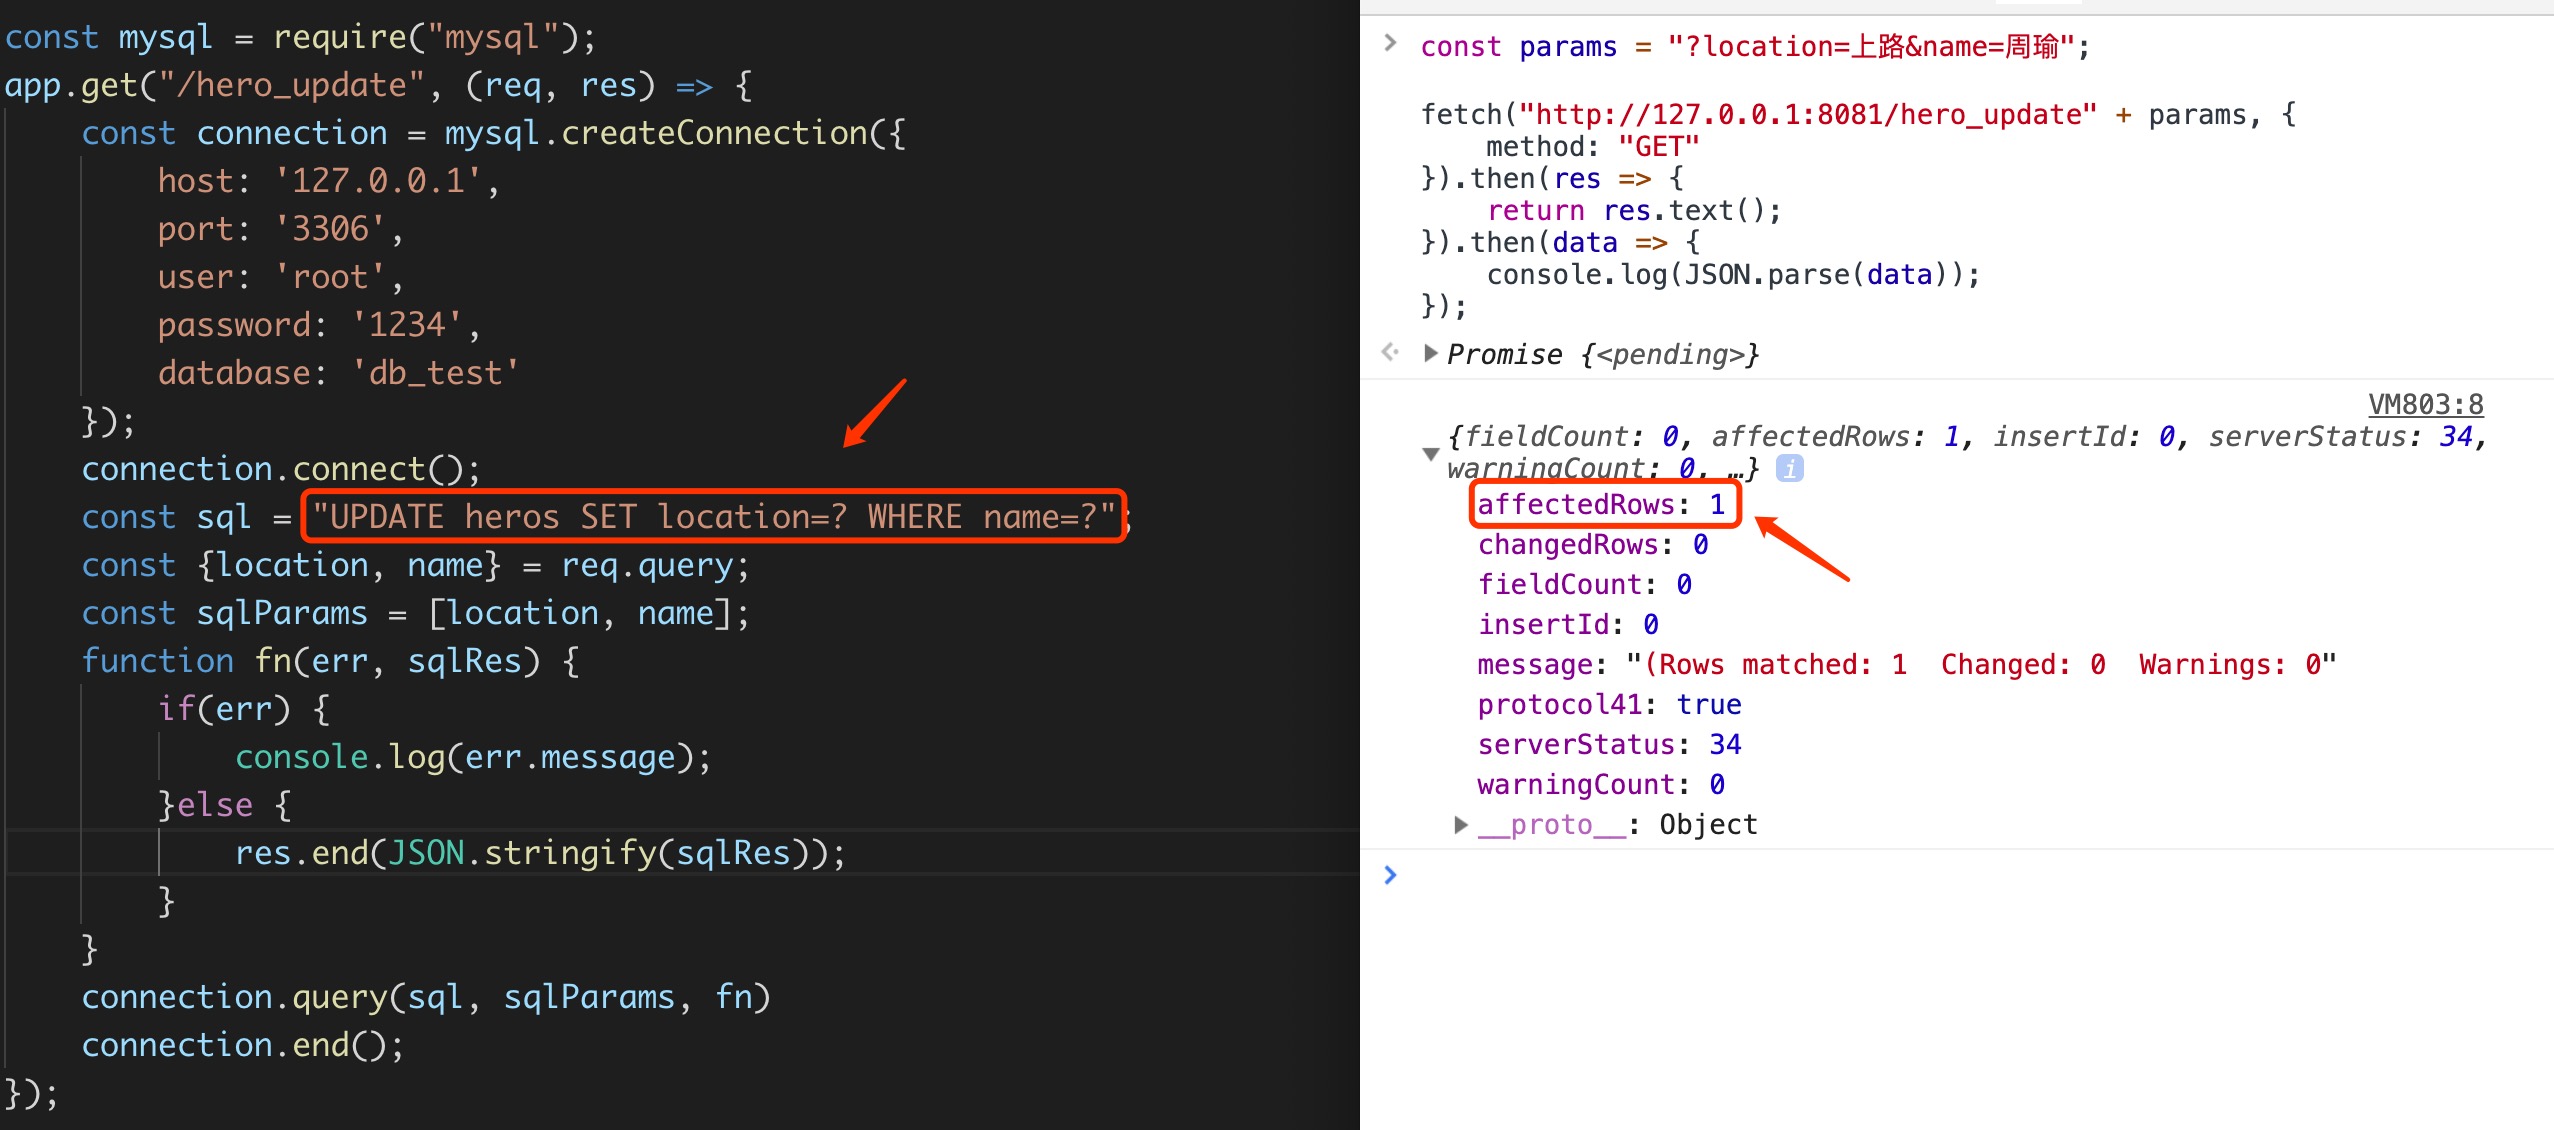 const mysql = require("mysql");
app.get("/hero_update", (req, res) => {
const connection = mysql.createConnection({
host: '127.0.0.1',
port: '3306',
user: 'root',
password: '1234',
database: 'db_test'
});
connection.connect();
const sql = "UPDATE heros SET location=? WHERE name=?";
const {location, name} = req.query;
const sqlParams = [location, name];
function fn(err, sqlRes) {
if(err) {
console.log(err.message);
}else {
res.end(JSON.stringify(sqlRes));
}
}
connection.query(sql, sqlParams, fn)
connection.end();
});
const params = "?location=上路&name=周瑜";
fetch("http://127.0.0.1:8081/hero_update" + params, {
method: "GET"
}).then(res => {
return res.text();
}).then(data => {
console.log(JSON.parse(data));
});
Promise {<pending>}
VM803:8
{fieldCount: 0, affectedRows: 1, insertId: 0, serverStatus: 34,
warningCount: 0, …} i
affectedRows: 1
changedRows: 0
fieldCount: 0
insertId: 0
message: "(Rows matched: 1  Changed: 0  Warnings: 0"
protocol41: true
serverStatus: 34
warningCount: 0
__proto__: Object